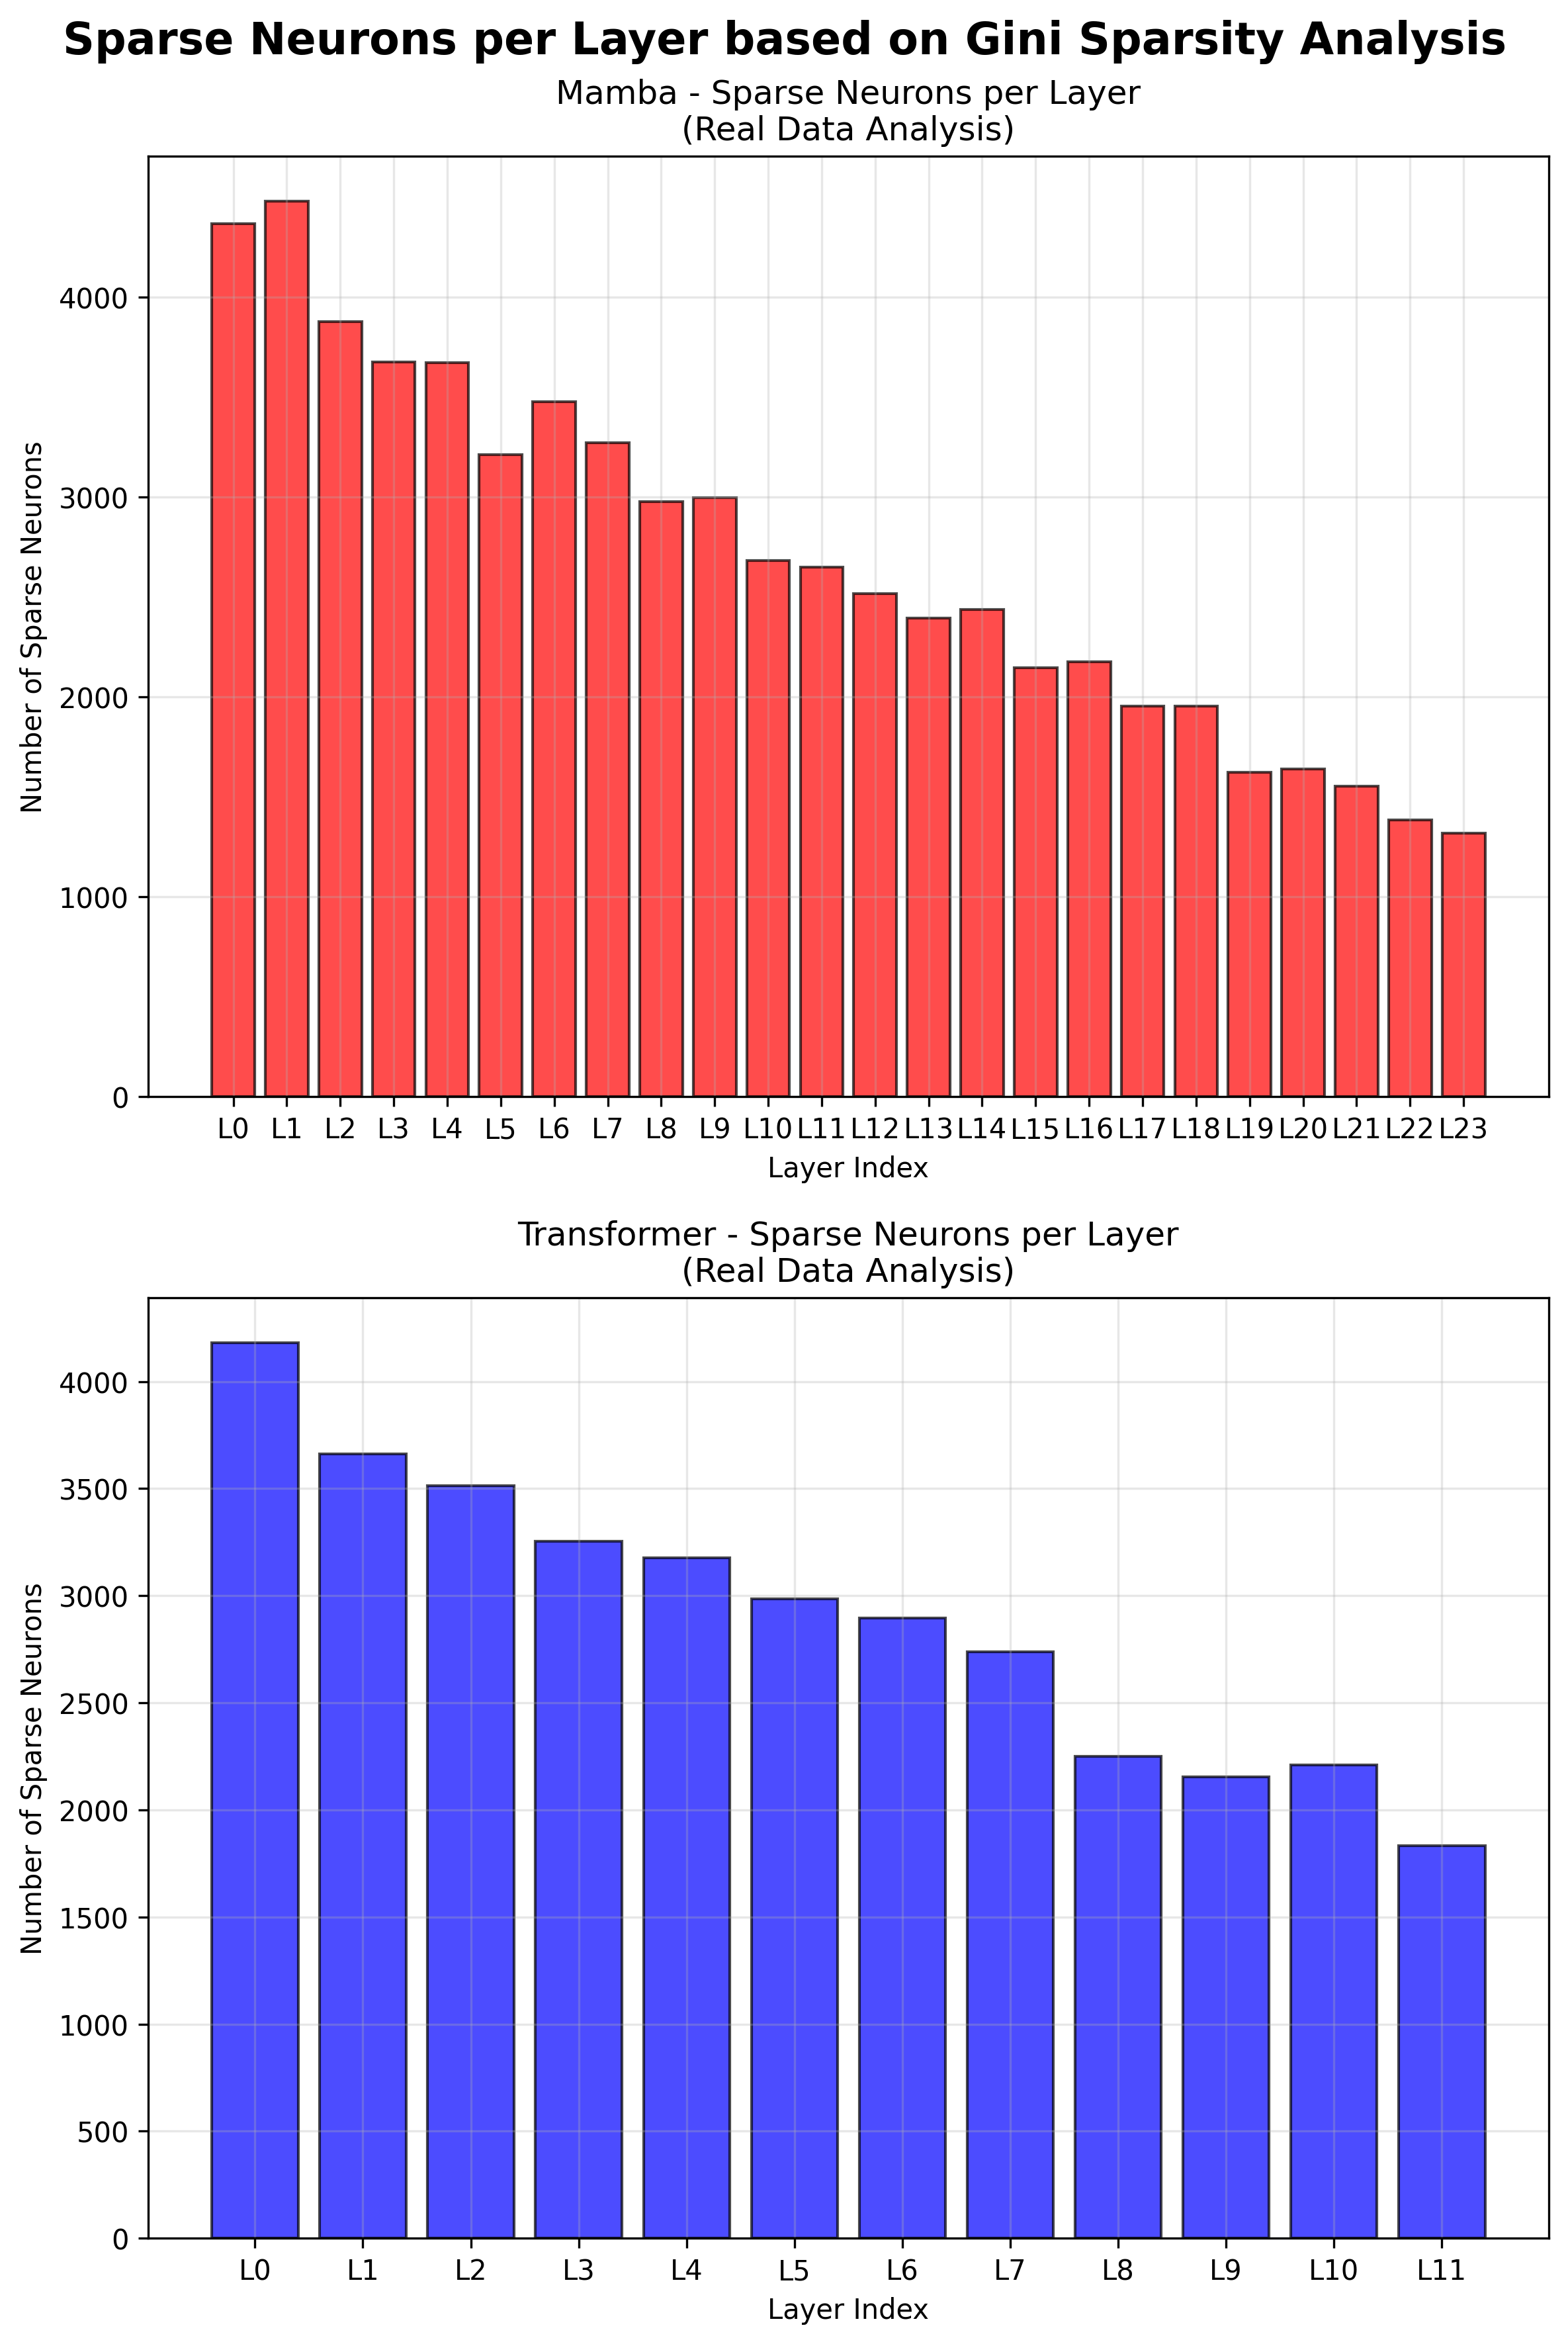 Sparse Neurons per Layer based on Gini Sparsity Analysis
Mamba - Sparse Neurons per Layer
(Real Data Analysis)
Number of Sparse Neurons
4000
3000
2000
1000
0
L0 L1 L2 L3 L4 L5 L6 L7 L8 L9 L10 L11 L12 L13 L14 L15 L16 L17 L18 L19 L20 L21 L22 L23
Layer Index
Transformer - Sparse Neurons per Layer
(Real Data Analysis)
Number of Sparse Neurons
4000
3500
3000
2500
2000
1500
1000
500
0
L0 L1 L2 L3 L4 L5 L6 L7 L8 L9 L10 L11
Layer Index